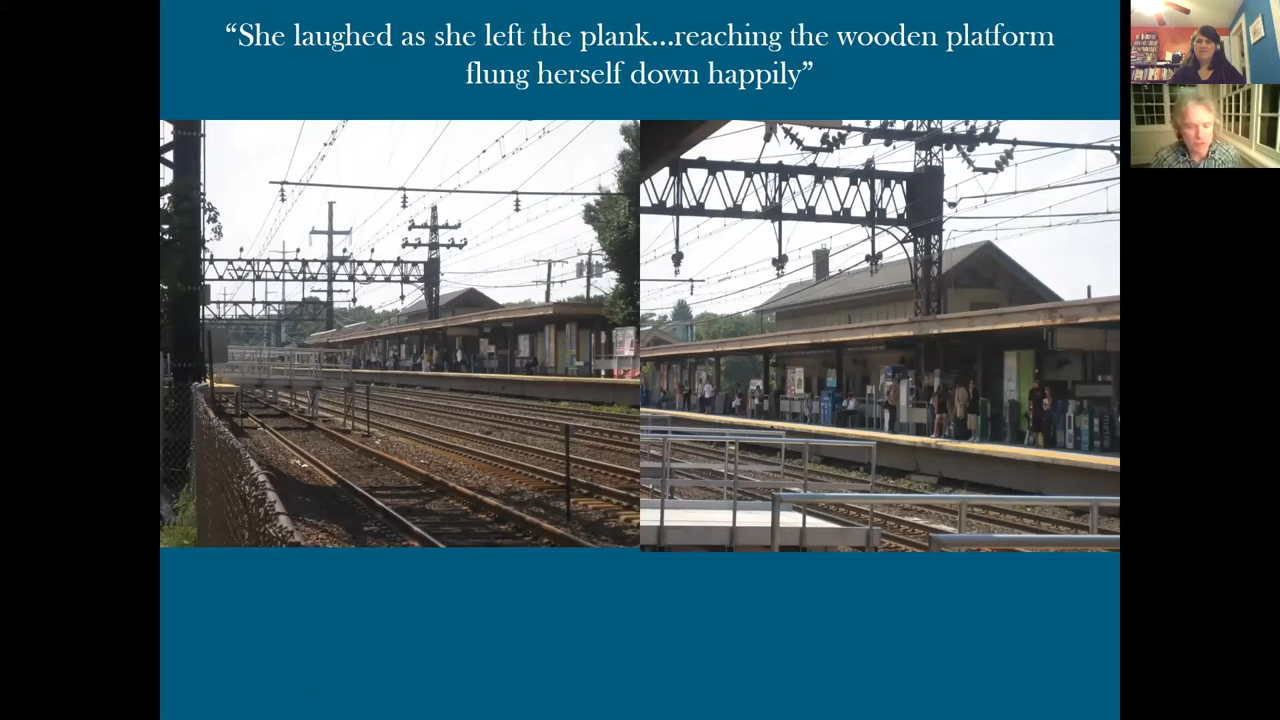 “She laughed as she left the plank...reaching the wooden platform
flung herself down happily”